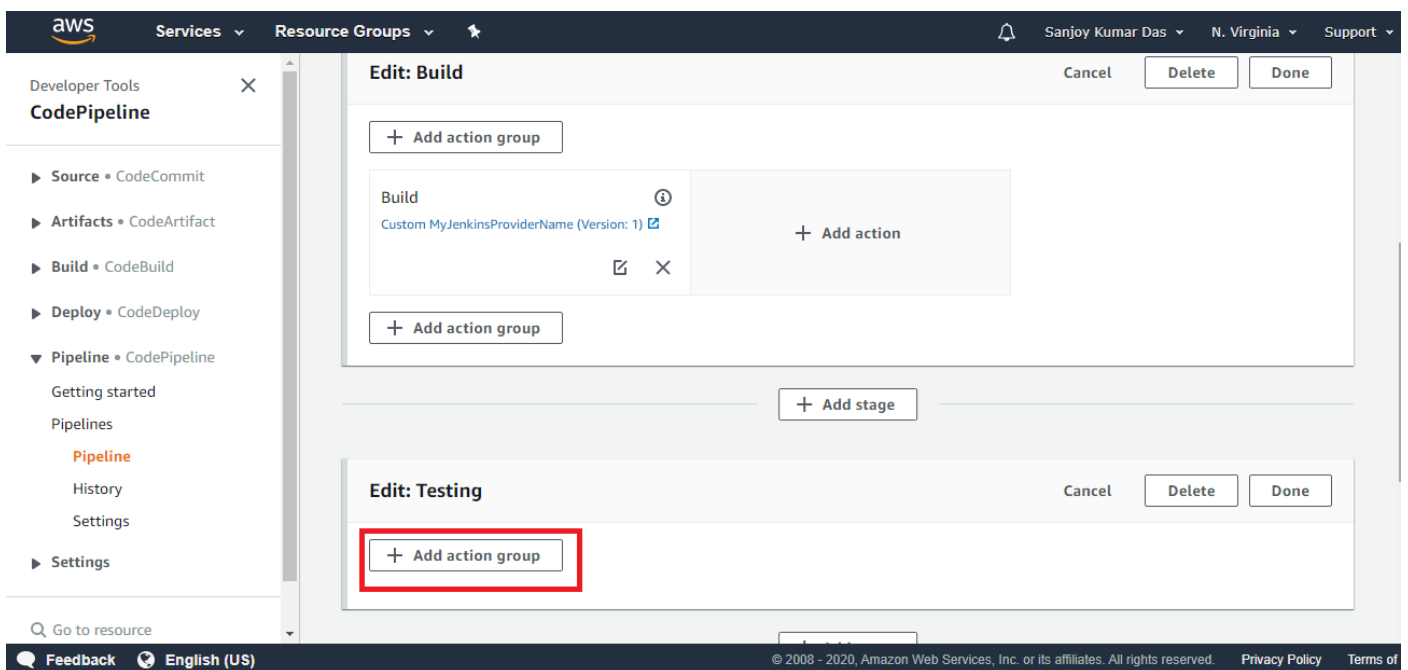 aws Services Resource Groups Sanjoy Kumar Das N. Virginia Support
Developer Tools
CodePipeline
Source • CodeCommit
Artifacts • CodeArtifact
Build • CodeBuild
Deploy • CodeDeploy
Pipeline • CodePipeline
Getting started
Pipelines
Pipeline
History
Settings
Settings
Go to resource
Edit: Build Cancel Delete Done
+ Add action group
Build
Custom MyJenkinsProviderName (Version: 1)
+ Add action
+ Add action group
+ Add stage
Edit: Testing Cancel Delete Done
+ Add action group
Feedback English (US) © 2008 - 2020, Amazon Web Services, Inc. or its affiliates. All rights reserved. Privacy Policy Terms of